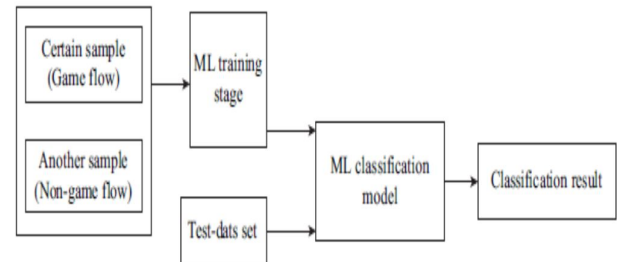 Certain sample
(Game flow)
Another sample
(Non-game flow)
ML training
stage
Test-dats set
ML classification
model
Classification result